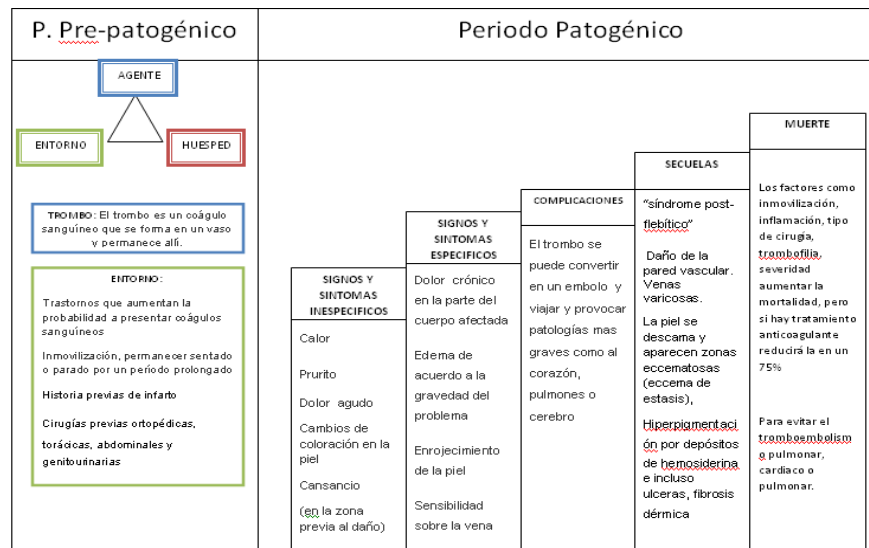 P. Pre-patogénico
Periodo Patogénico
AGENTE
ENTORNO
HUESPED
TROMBO: El trombo es un coágulo
sanguíneo que se forma en un vaso
y permanece allí.
ENTORNO:
Trastornos que aumentan la
probabilidad a presentar coágulos
sanguíneos
Inmovilización, permanecer sentado
o parado por un período prolongado
Historia previas de infarto
Cirugías previas ortopédicas,
torácicas, abdominales y
genitourinarias
SIGNOS Y
SINTOMAS
INESPECIFICOS
Calor
Prurito
Dolor agudo
Cambios de
coloración en la
piel
Cansancio
(en la zona
previa al daño)
SIGNOS Y
SINTOMAS
ESPECIFICOS
Dolor crónico
en la parte del
cuerpo afectada
Edema de
acuerdo a la
gravedad del
problema
Enrojecimiento
de la piel
Sensibilidad
sobre la vena
COMPLICACIONES
El trombo se
puede convertir
en un embolo y
viajar y provocar
patologías mas
graves como al
corazón,
pulmones o
cerebro
SECUELAS
"síndrome post-
flebítico"
Daño de la
pared vascular.
Venas
varicosas.
La piel se
descama y
aparecen zonas
eccematosas
(eccema de
estasis),
Hiperpigmentaci
ón por depósitos
de hemosiderina
e incluso
ulceras, fibrosis
dérmica
MUERTE
Los factores como
inmovilización,
inflamación, tipo
de cirugía,
trombofilia,
severidad
aumentar la
mortalidad, pero
si hay tratamiento
anticoagulante
reducirá la en un
75%
Para evitar el
tromboembolism
o pulmonar,
cardiaco o
pulmonar.